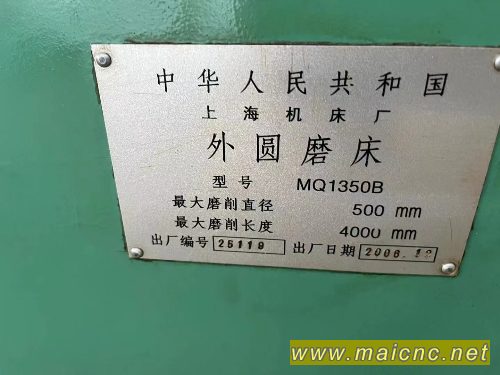 中华人民共和国
上海机床厂
外圆磨床
型号 MQ1350B
最大磨削直径 500 mm
最大磨削长度 4000 mm
出厂编号 25119 出厂日期 2006.12
www.maicnc.net